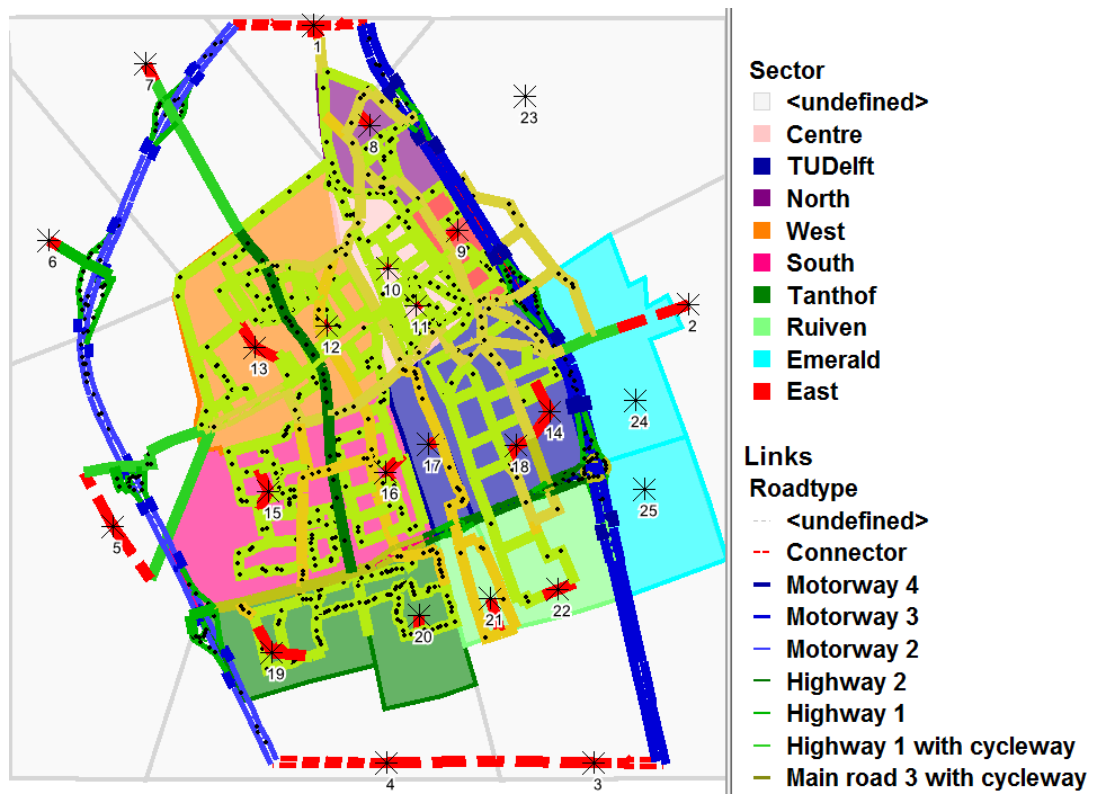 1
7
23
8
9
6
10
2
11
12
13
24
14
17
18
16
15
25
5
22
21
20
19
4
3
Sector
<undefined>
Centre
TUDelft
North
West
South
Tanthof
Ruiven
Emerald
East
Links
Roadtype
<undefined>
Connector
Motorway 4
Motorway 3
Motorway 2
Highway 2
Highway 1
Highway 1 with cycleway
Main road 3 with cycleway